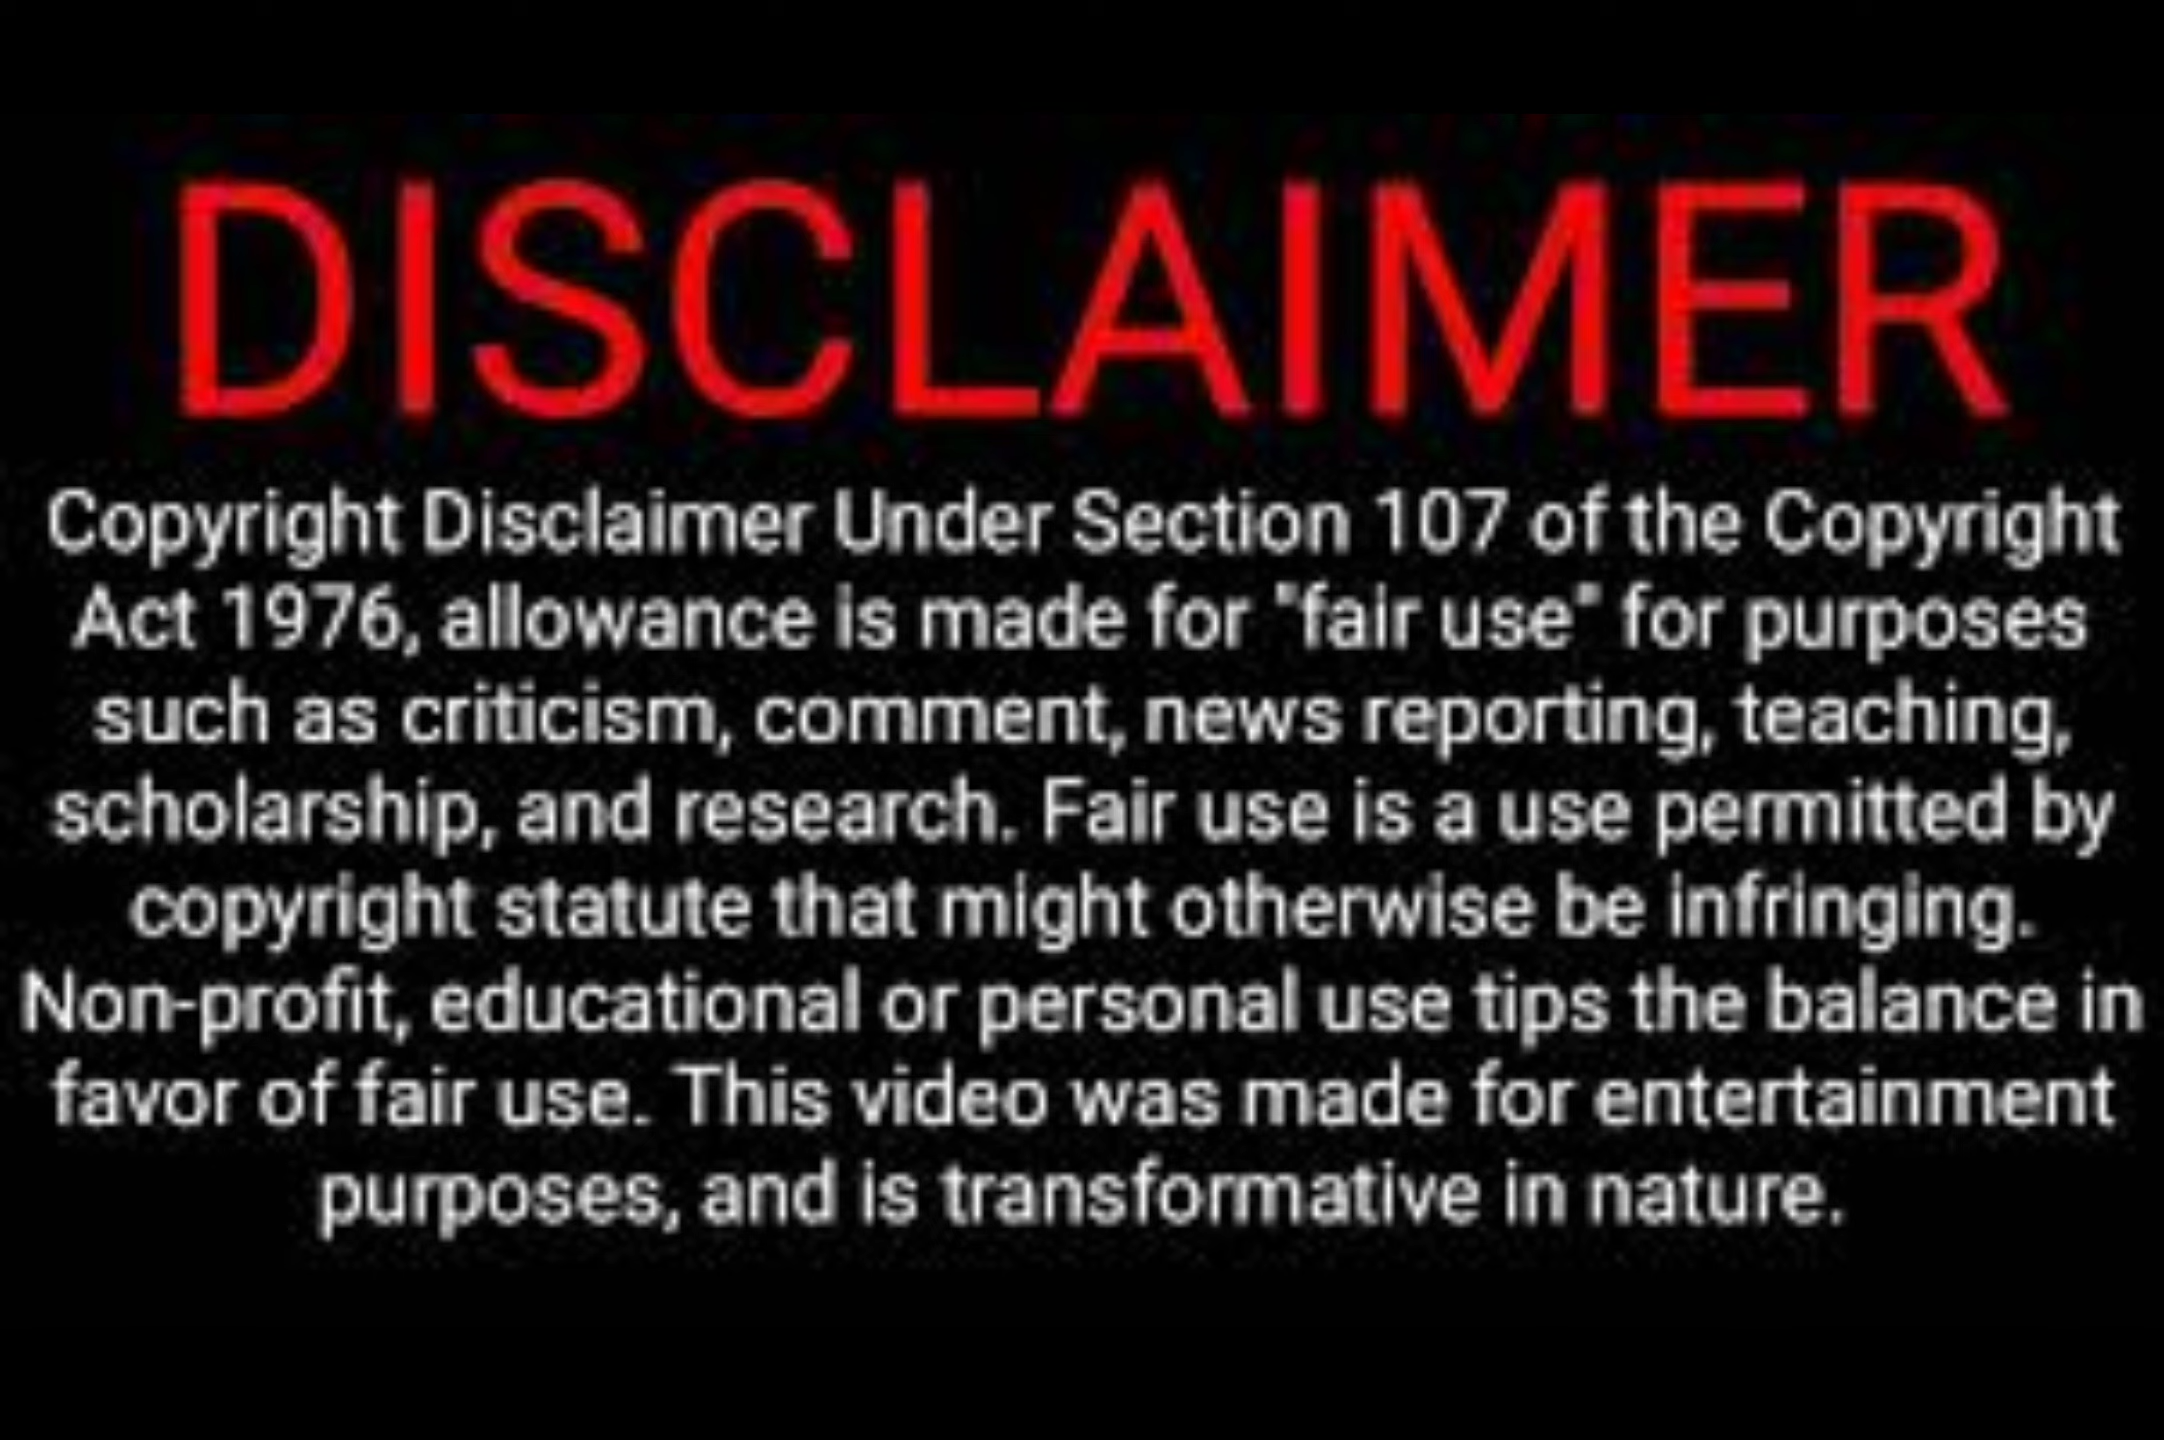 DISCLAIMER
Copyright Disclaimer Under Section 107 of the Copyright
Act 1976, allowance is made for "fair use" for purposes
such as criticism, comment, news reporting, teaching,
scholarship, and research. Fair use is a use permitted by
copyright statute that might otherwise be infringing.
Non-profit, educational or personal use tips the balance in
favor of fair use. This video was made for entertainment
purposes, and is transformative in nature.